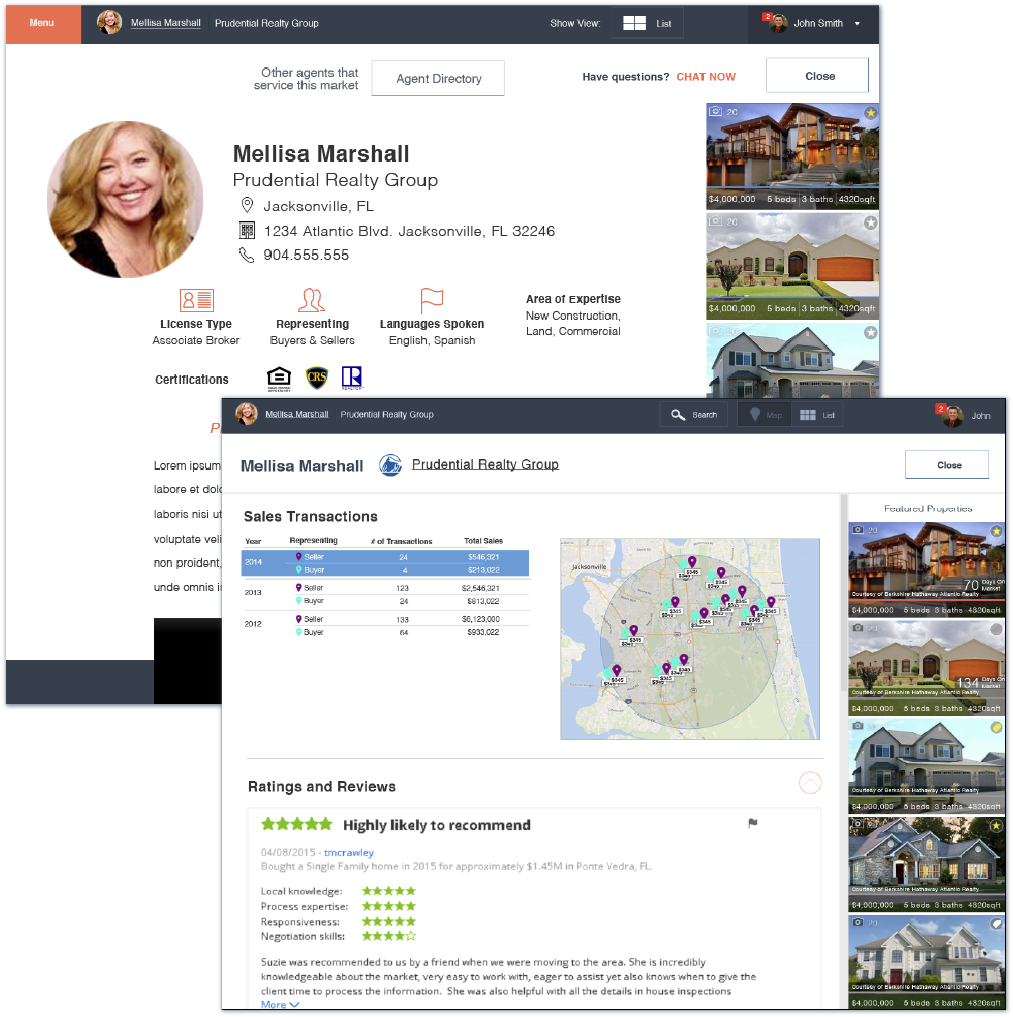 Menu
Mellisa Marshall Prudential Realty Group
Show View:
List
2
John Smith
Other agents that
service this market
Agent Directory
Have questions? CHAT NOW
Close
Mellisa Marshall
Prudential Realty Group
Jacksonville, FL
1234 Atlantic Blvd. Jacksonville, FL 32246
904.555.555
License Type
Associate Broker
Representing
Buyers & Sellers
Languages Spoken
English, Spanish
Area of Expertise
New Construction,
Land, Commercial
Certifications
CRS
R
20
$4,000,000 5 beds 3 baths 4320sqft
20
$4,000,000 5 beds 3 baths 4320sqft
P
Lorem ipsum
labore et dolo
laboris nisi ut
voluptate veli
non proident,
unde omnis i
Mellisa Marshall Prudential Realty Group
Search
Map
List
2
John
Mellisa Marshall
Prudential Realty Group
Close
Sales Transactions
Year Representing # of Transactions Total Sales
2014
Seller 24 $546,321
Buyer 4 $213,022
2013
Seller 123 $2,546,321
Buyer 24 $813,022
2012
Seller 133 $6,123,000
Buyer 64 $933,022
Jacksonville
$345
$345
$345
$345
$345
$345
$345
$345
$345
Ratings and Reviews
Highly likely to recommend
04/08/2015 - tmcrawley
Bought a Single Family home in 2015 for approximately $1.45M in Ponte Vedra, FL.
Local knowledge:
Process expertise:
Responsiveness:
Negotiation skills:
Suzie was recommended to us by a friend when we were moving to the area. She is incredibly
knowledgeable about the market, very easy to work with, eager to assist yet also knows when to give the
client time to process the information. She was also helpful with all the details in house inspections
More
Featured Properties
20
70 Days On
Market
Courtesy of Berkshire Hathaway Atlantic Realty
$4,000,000 5 beds 3 baths 4320sqft
20
134 Days On
Market
Courtesy of Berkshire Hathaway Atlantic Realty
$4,000,000 5 beds 3 baths 4320sqft
Courtesy of Berkshire Hathaway Atlantic Realty
$4,000,000 5 beds 3 baths 4320sqft
Courtesy of Berkshire Hathaway Atlantic Realty
$4,000,000 5 beds 3 baths 4320sqft
20
Courtesy of Berkshire Hathaway Atlantic Realty
$4,000,000 5 beds 3 baths 4320sqft